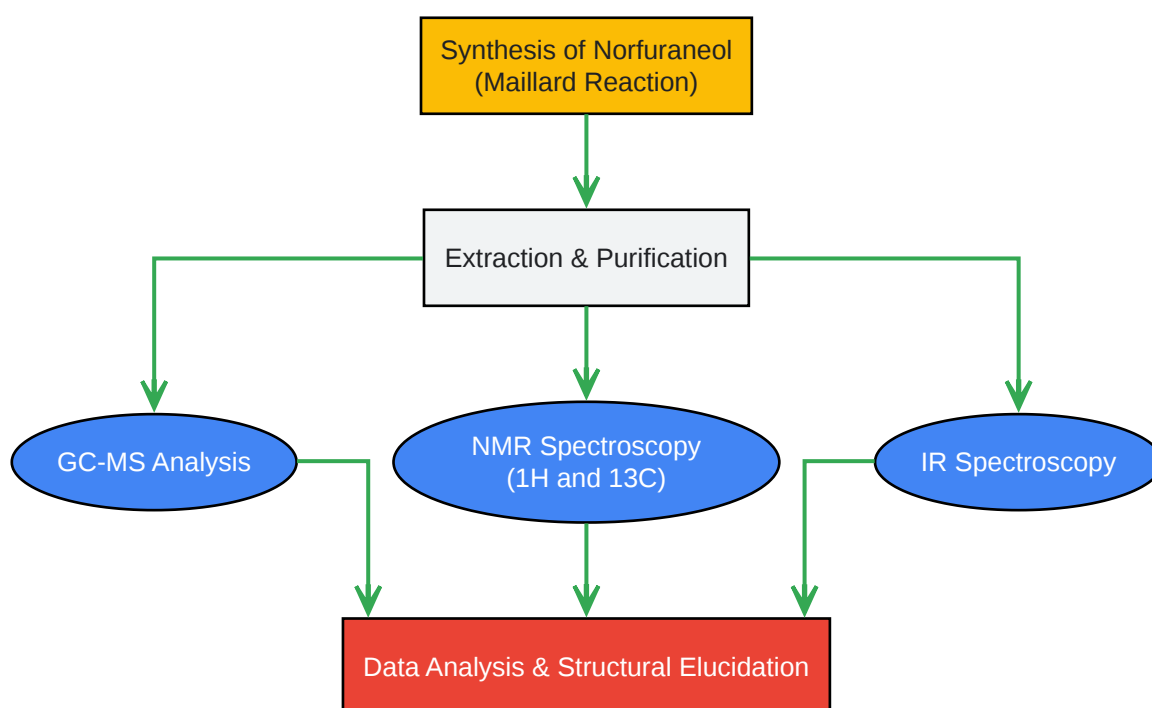 Synthesis of Norfuraneol
(Maillard Reaction)
Extraction & Purification
GC-MS Analysis
NMR Spectroscopy
(1H and 13C)
IR Spectroscopy
Data Analysis & Structural Elucidation